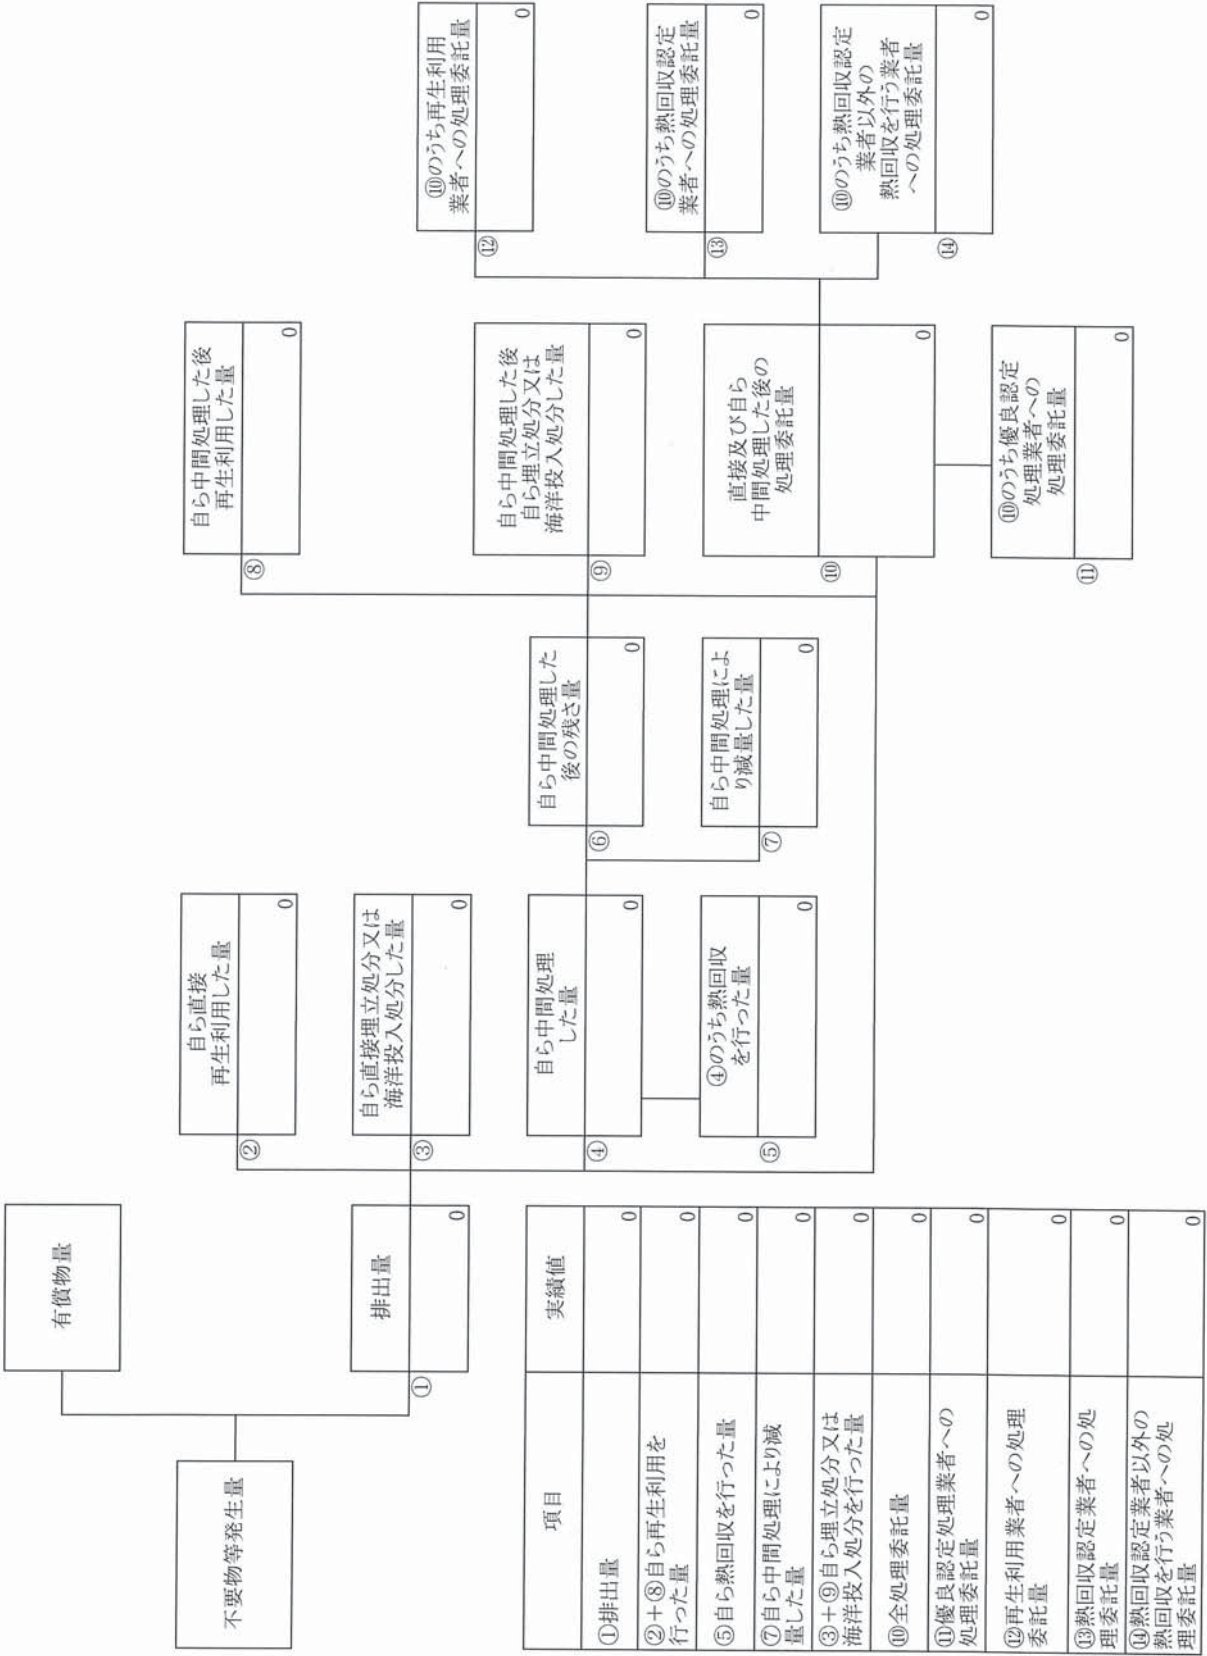 不要物等発生量
有償物量
①
排出量
0
②
自ら直接
再生利用した量
0
③
自ら直接埋立処分又は
海洋投入処分した量
0
④
自ら中間処理
した量
0
⑤
④のうち熱回収
を行った量
0
⑥
自ら中間処理した
後の残さ量
0
⑦
自ら中間処理によ
り減量した量
0
⑧
自ら中間処理した後
再生利用した量
0
⑨
自ら中間処理した後
自ら埋立処分又は
海洋投入処分した量
0
⑩
直接及び自ら
中間処理した後の
処理委託量
0
⑪
⑩のうち優良認定
処理業者への
処理委託量
0
⑫
⑩のうち再生利用
業者への処理委託量
0
⑬
⑩のうち熱回収認定
業者への処理委託量
0
⑭
⑩のうち熱回収認定
業者以外の
熱回収を行う業者
への処理委託量
0
項目 実績値
①排出量 0
②+⑧自ら再生利用を
行った量 0
⑤自ら熱回収を行った量 0
⑦自ら中間処理により減
量した量 0
③+⑨自ら埋立処分又は
海洋投入処分を行った量 0
⑩全処理委託量 0
⑪優良認定処理業者への
処理委託量 0
⑫再生利用業者への処理
委託量 0
⑬熱回収認定業者への処
理委託量 0
⑭熱回収認定業者以外の
熱回収を行う業者への処
理委託量 0